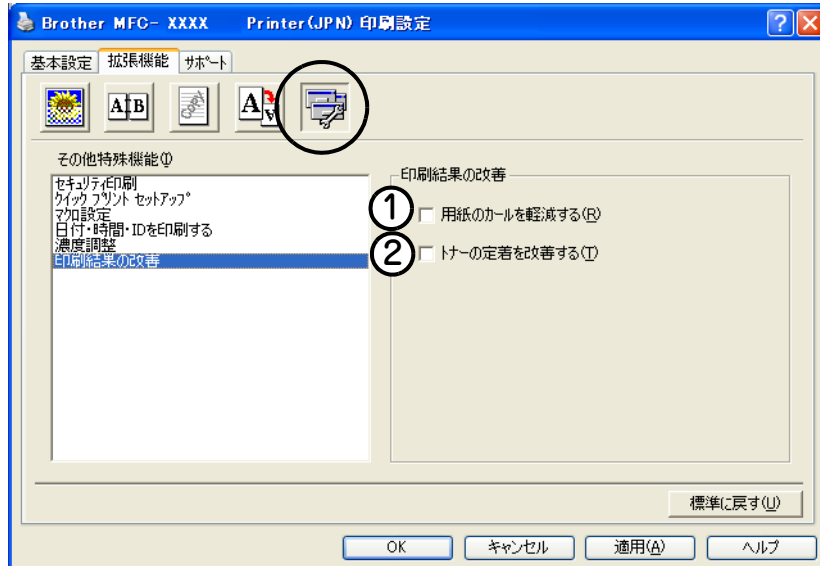 Brother MFC- XXXX Printer(JPN) 印刷設定
基本設定 拡張機能 サポート
A B
A A
その他特殊機能(I)
セキュリティ印刷
クイック プリント セットアップ
マクロ設定
日付・時間・IDを印刷する
濃度調整
印刷結果の改善
印刷結果の改善
① 用紙のカールを軽減する(R)
② トナーの定着を改善する(T)
標準に戻す(U)
OK キャンセル 適用(A) ヘルプ